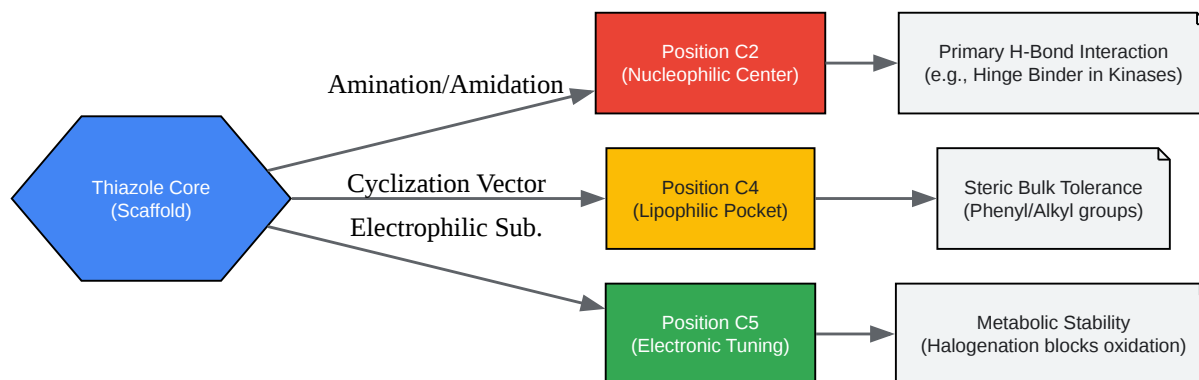 Thiazole Core
(Scaffold)
Amination/Amidation
Position C2
(Nucleophilic Center)
Primary H-Bond Interaction
(e.g., Hinge Binder in Kinases)
Cyclization Vector
Position C4
(Lipophilic Pocket)
Steric Bulk Tolerance
(Phenyl/Alkyl groups)
Electrophilic Sub.
Position C5
(Electronic Tuning)
Metabolic Stability
(Halogenation blocks oxidation)